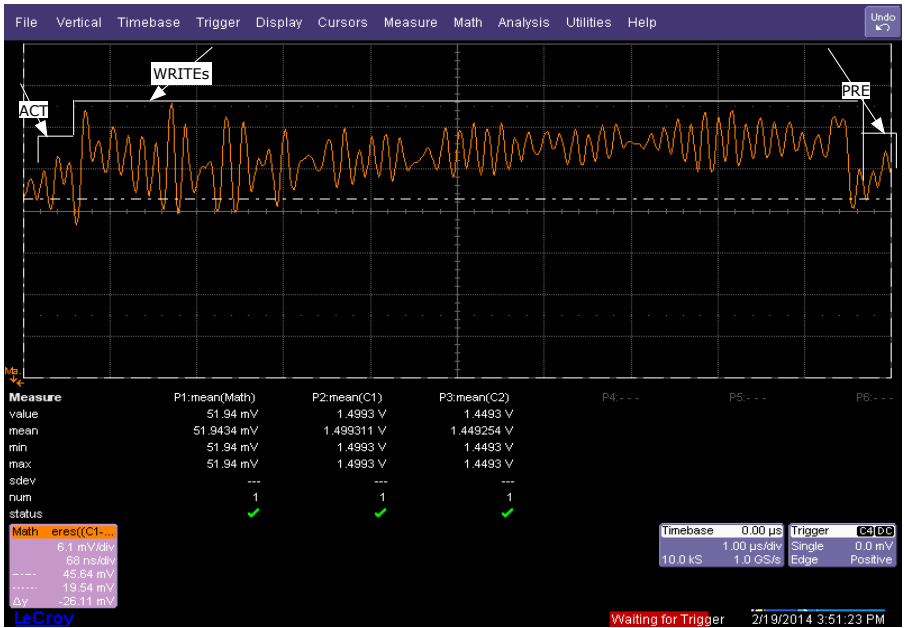 File Vertical Timebase Trigger Display Cursors Measure Math Analysis Utilities Help Undo
WRITEs
ACT
PRE
Ma..
Measure P1:mean(Math) P2:mean(C1) P3:mean(C2) P4:- - - P5:- - - P6:- - -
value 51.94 mV 1.4993 V 1.4493 V
mean 51.9434 mV 1.499311 V 1.449254 V
min 51.94 mV 1.4993 V 1.4493 V
max 51.94 mV 1.4993 V 1.4493 V
sdev --- --- ---
num 1 1 1
status
Math eres((C1-...
6.1 mV/div
68 ns/div
45.64 mV
19.54 mV
Δy -26.11 mV
Timebase 0.00 µs
1.00 µs/div
10.0 kS 1.0 GS/s
Trigger C4 DC
Single 0.0 mV
Edge Positive
LeCroy
Waiting for Trigger 2/19/2014 3:51:23 PM